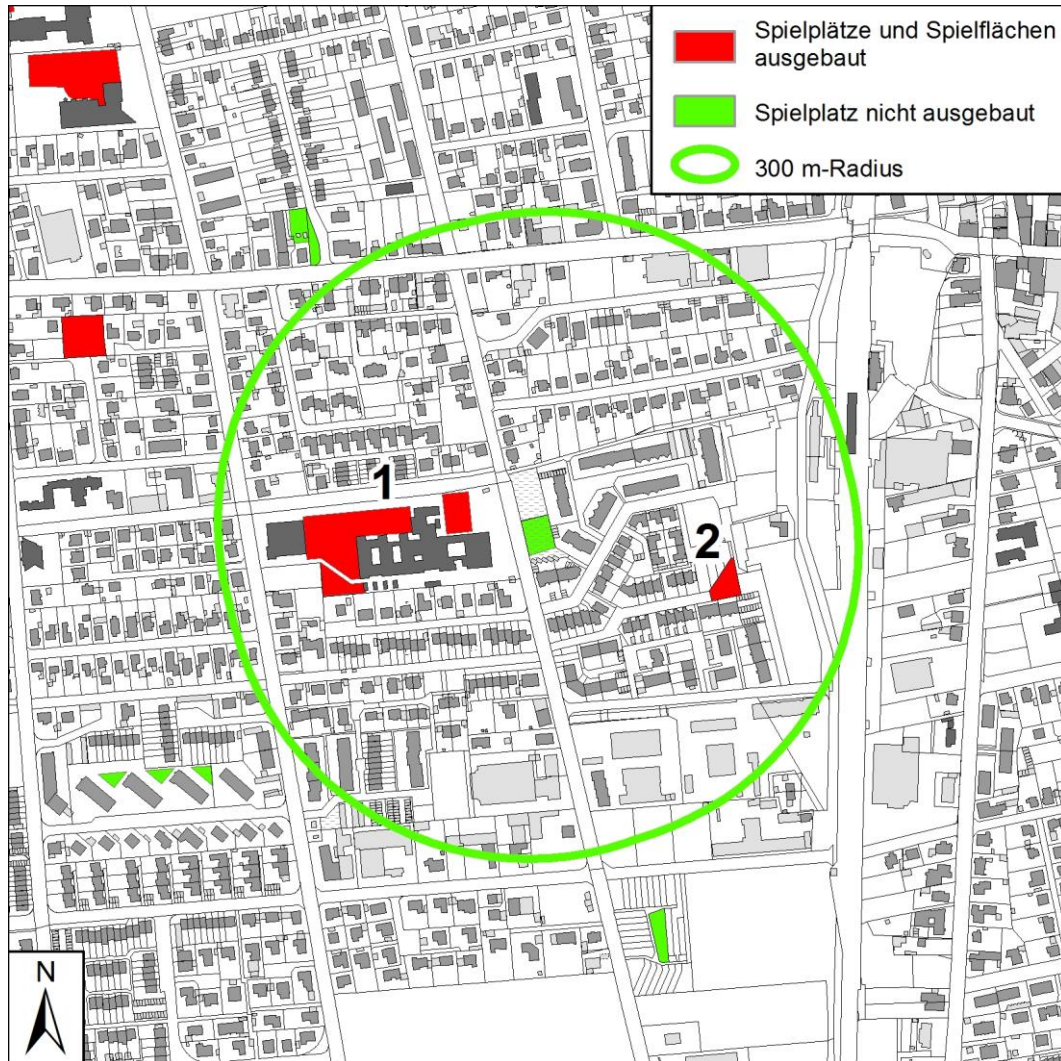 Spielplätze und Spielflächen
ausgebaut
Spielplatz nicht ausgebaut
300 m-Radius
1
2
N